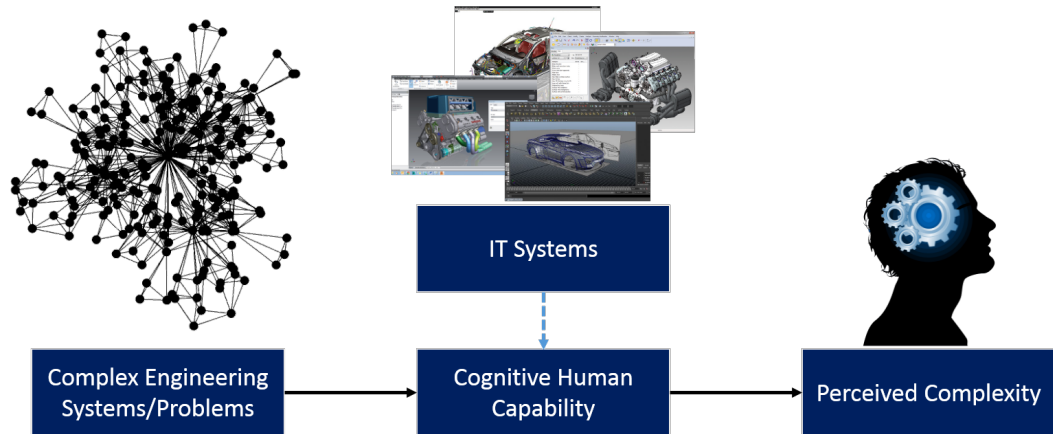 IT Systems
Complex Engineering
Systems/Problems
Cognitive Human
Capability
Perceived Complexity